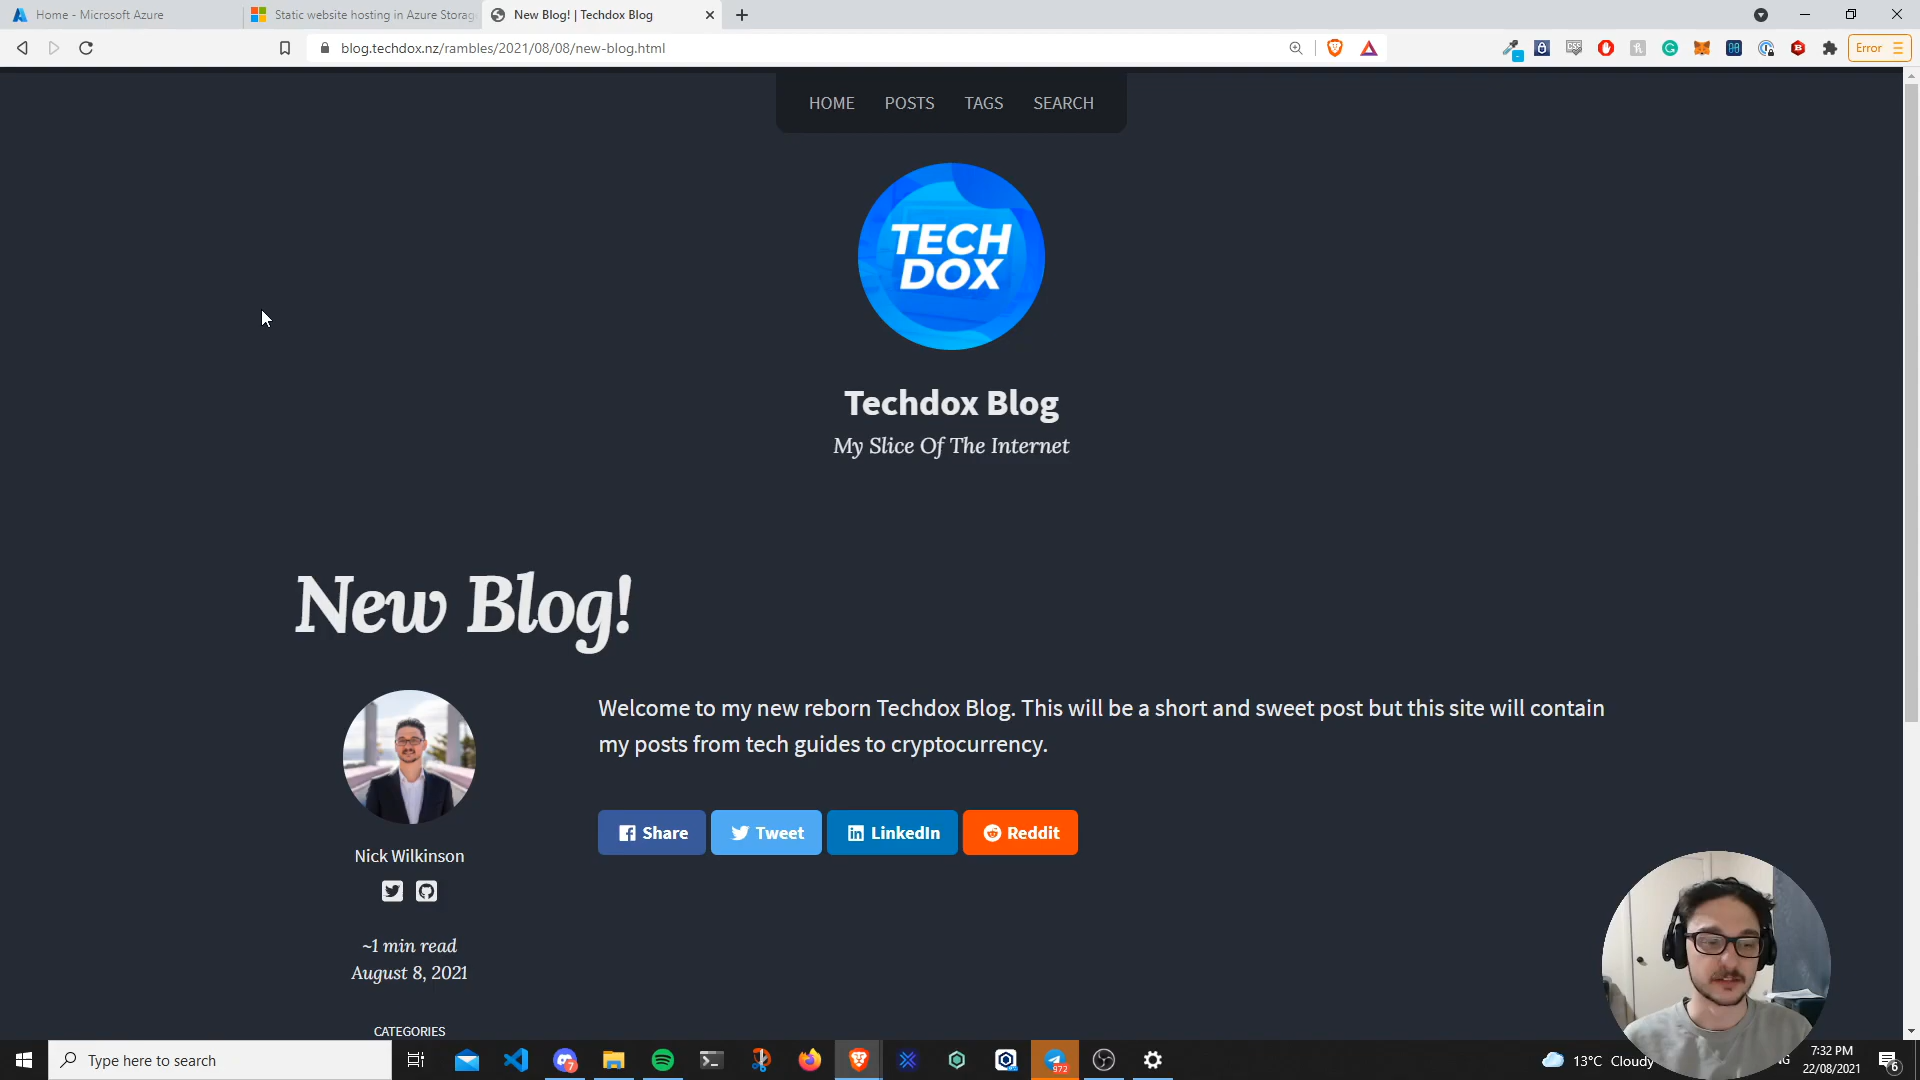 Home - Microsoft Azure
Static website hosting in Azure Storag
New Blog! | Techdox Blog
blog.techdox.nz/rambles/2021/08/08/new-blog.html
Error
HOME
POSTS
TAGS
SEARCH
TECH
DOX
Techdox Blog
My Slice Of The Internet
New Blog!
Welcome to my new reborn Techdox Blog. This will be a short and sweet post but this site will contain
my posts from tech guides to cryptocurrency.
Share
Tweet
LinkedIn
Reddit
Nick Wilkinson
~1 min read
August 8, 2021
CATEGORIES
Type here to search
7
972
13°C Cloudy
7:32 PM
22/08/2021
6